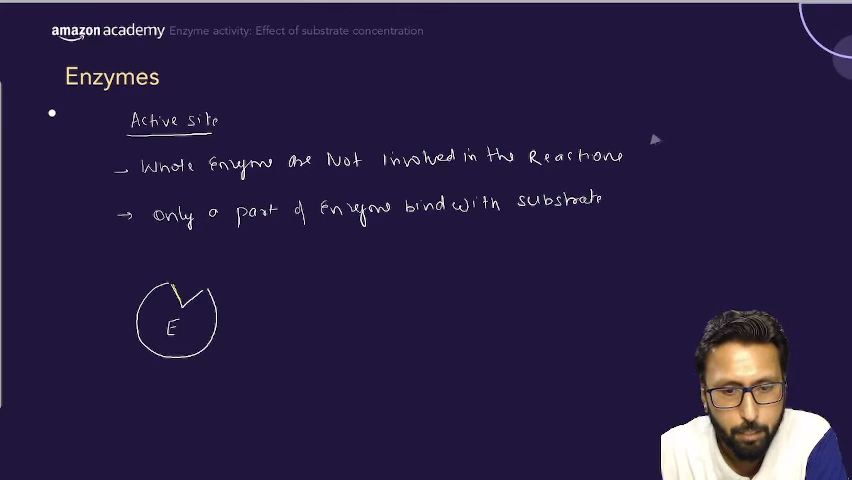 amazon academy Enzyme activity: Effect of substrate concentration
Enzymes
Active site
Whole Enzyme are Not involved in the Reactione
→ Only a part of Enzyme bind with substrate
E